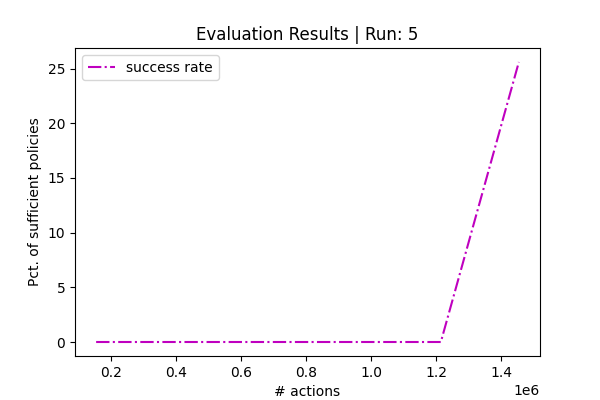 Evaluation Results | Run: 5
success rate
Pct. of sufficient policies
25
20
15
10
5
0
0.2 0.4 0.6 0.8 1.0 1.2 1.4
1e6
# actions